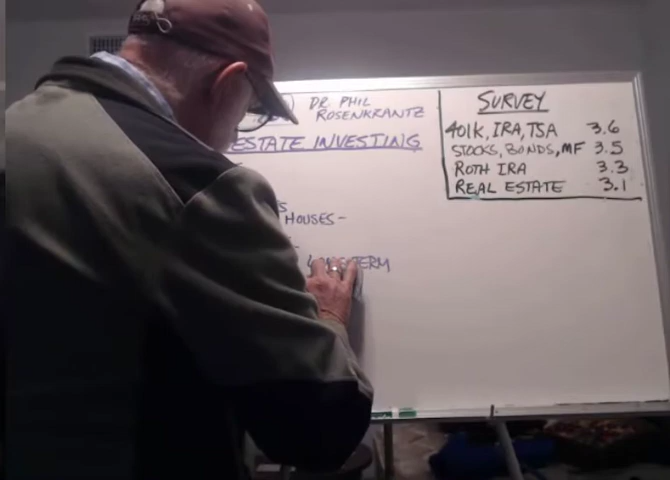 DR PHIL
ROSENKRANTZ
ESTATE INVESTING
HOUSES-
TERM
SURVEY
401K, IRA, TSA 3.6
STOCKS, BONDS, MF 3.5
ROTH IRA 3.3
REAL ESTATE 3.1